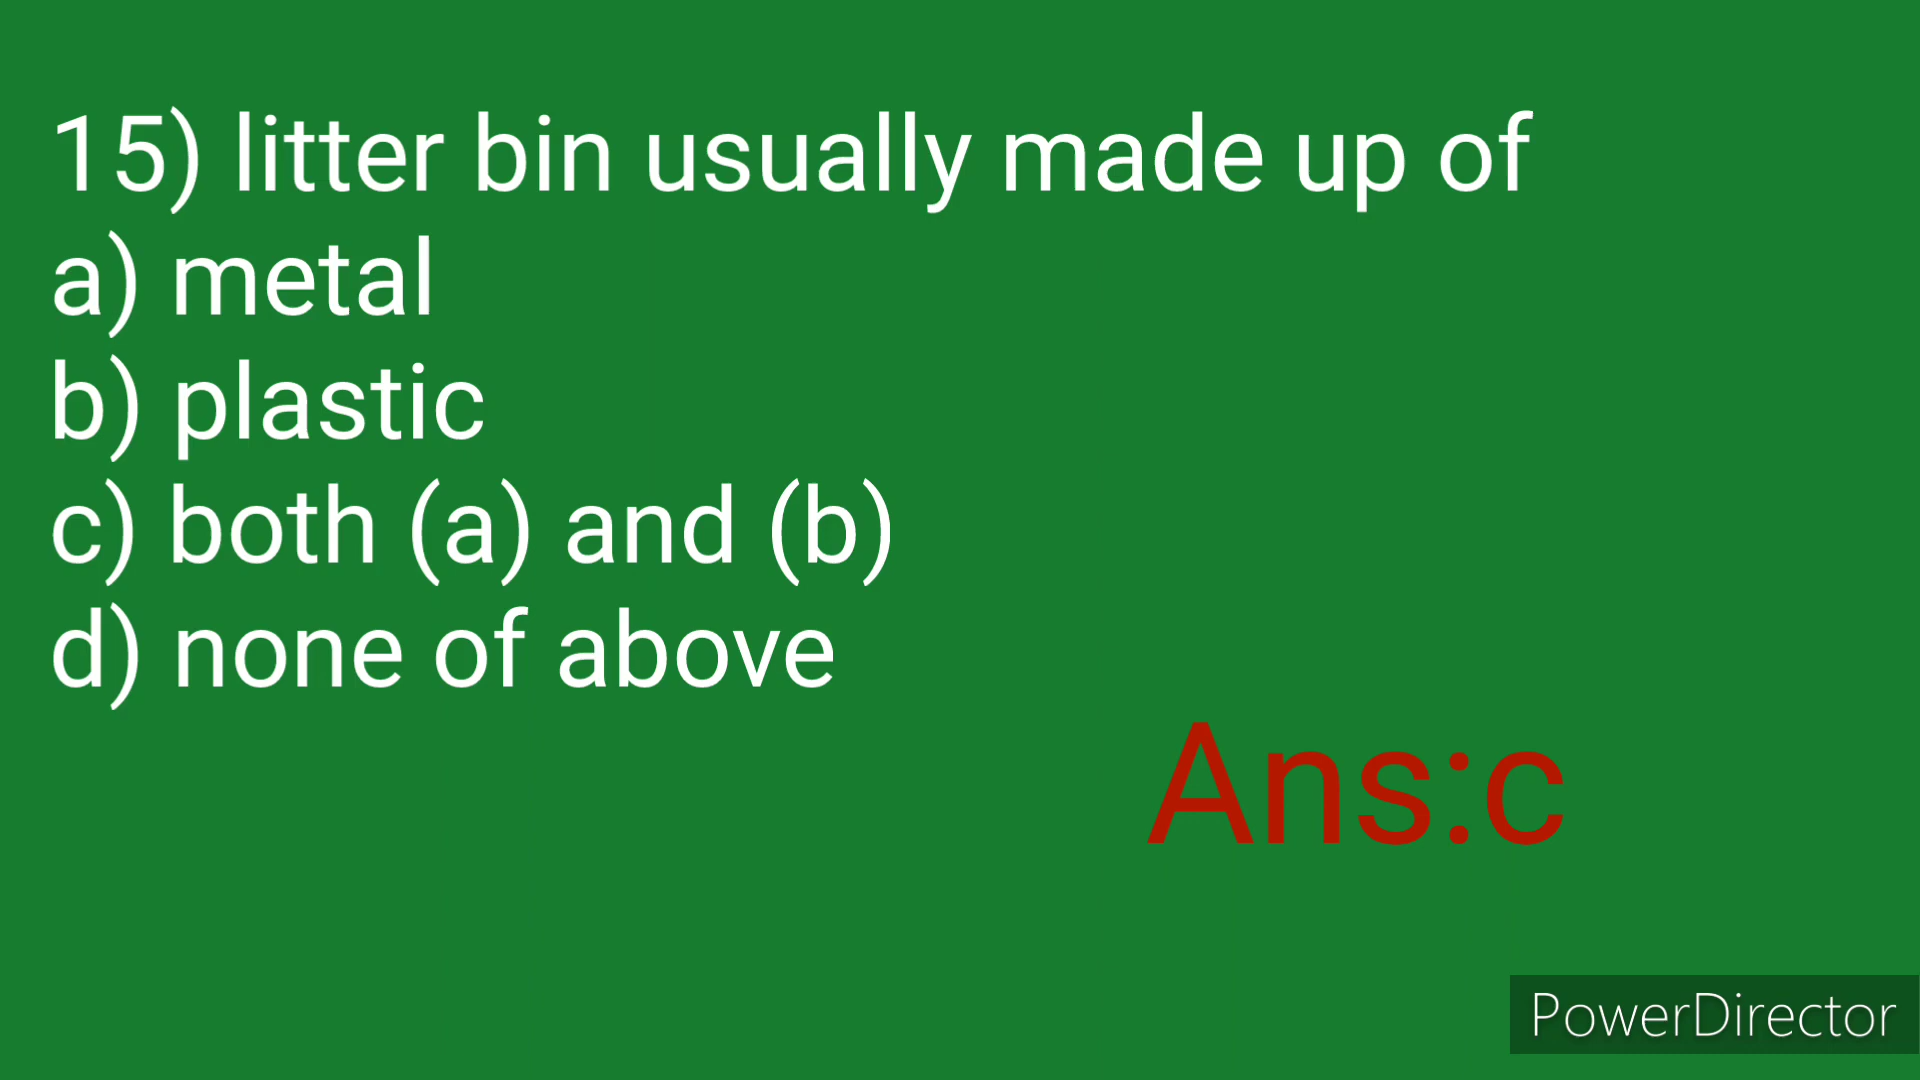 15) litter bin usually made up of
a) metal
b) plastic
c) both (a) and (b)
d) none of above
Ans:c
PowerDirector